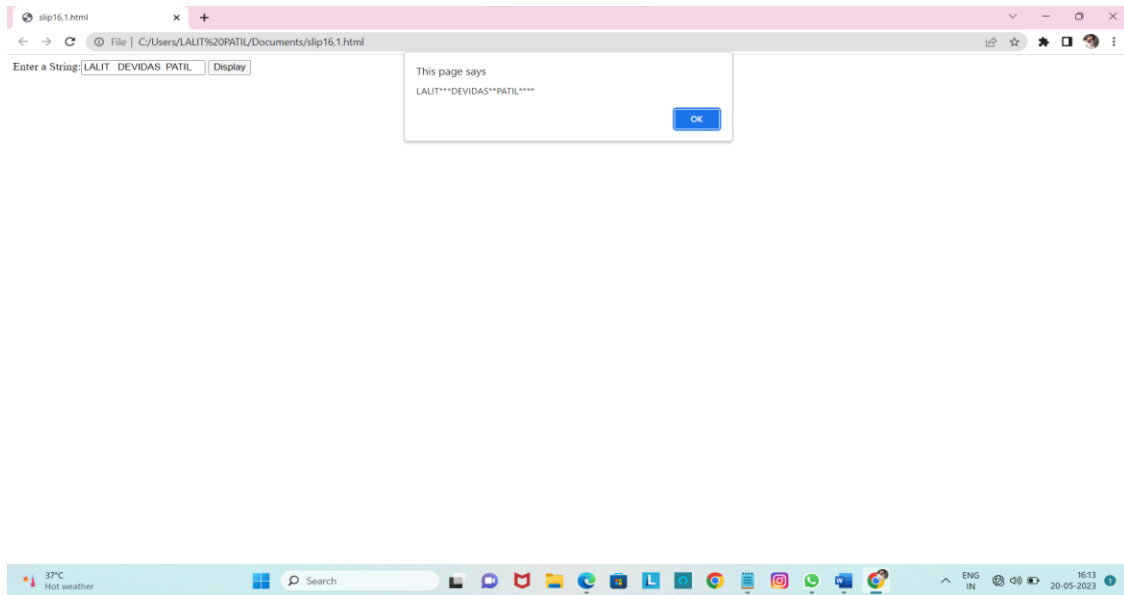 slip16,1.html
File | C:/Users/LALIT%20PATIL/Documents/slip16,1.html
Enter a String: LALIT DEVIDAS PATIL Display
This page says
LALIT***DEVIDAS**PATIL****
OK
37°C
Hot weather
Search
ENG
IN
16:13
20-05-2023
1